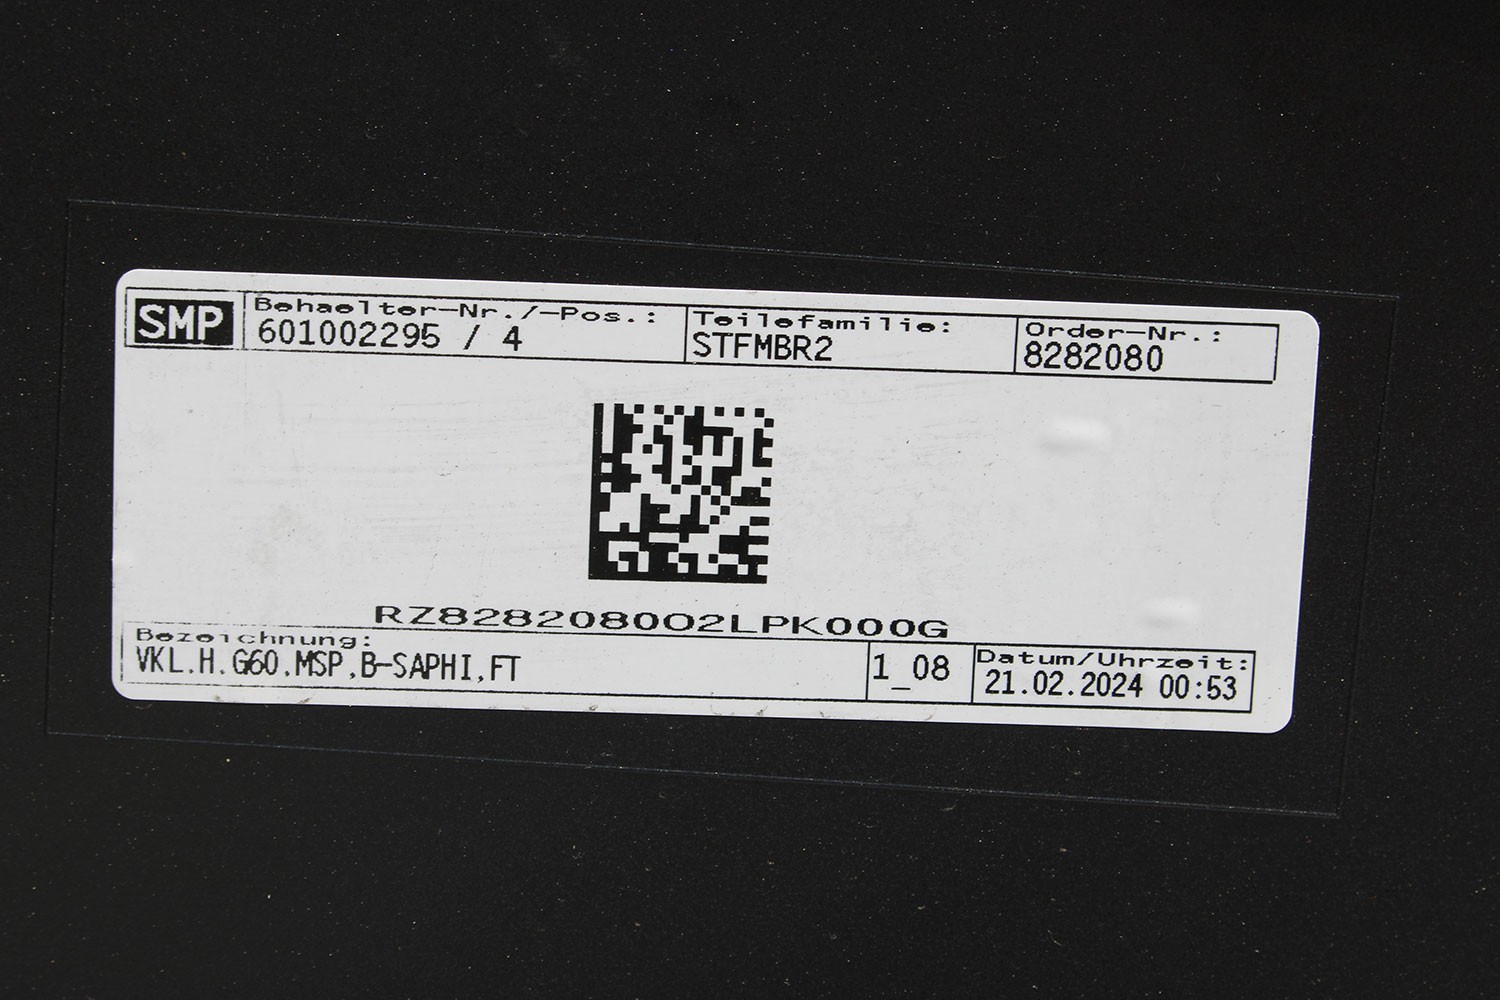 SMP
Behaelter-Nr./-Pos.:
601002295 / 4
Teilefamilie:
STFMBR2
Order-Nr.:
8282080
RZ828208002LPK000G
Bezeichnung:
VKL.H.G60.MSP,B-SAPHI,FT
1_08
Datum/Uhrzeit:
21.02.2024 00:53